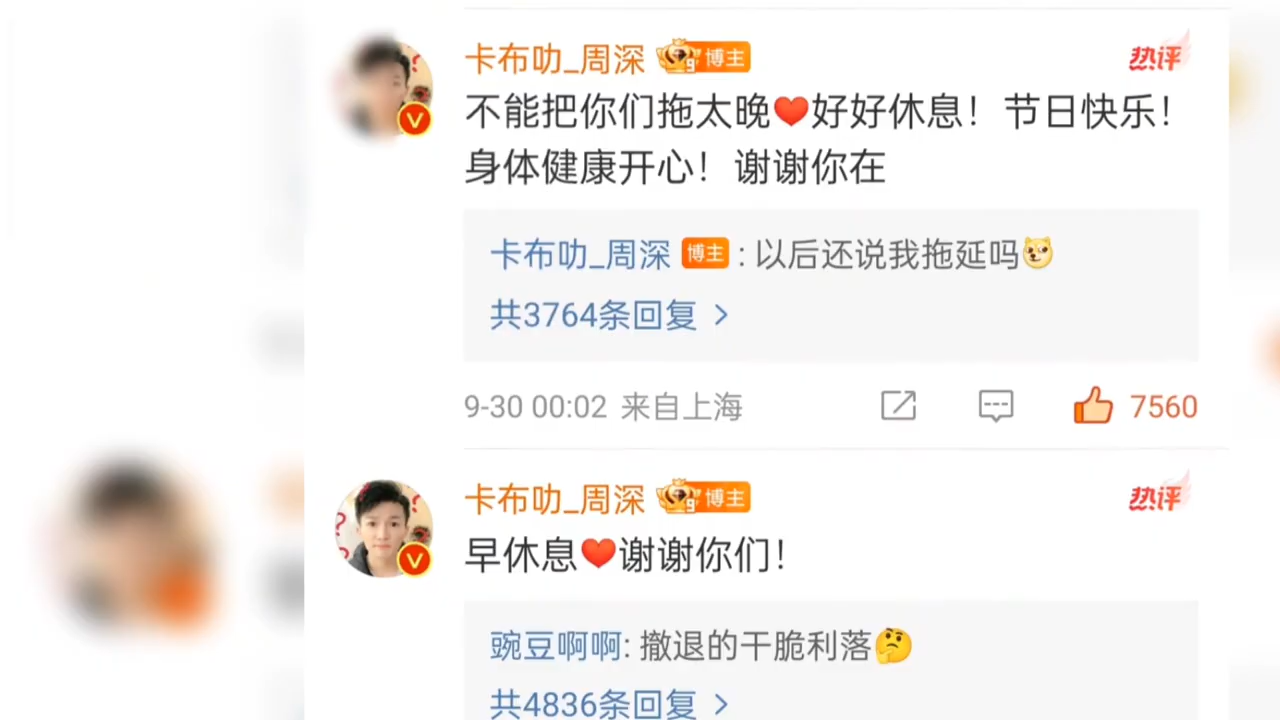 卡布叻_周深 9 博主 热评
不能把你们拖太晚❤️好好休息！节日快乐！
身体健康开心！谢谢你在
卡布叻_周深 博主 : 以后还说我拖延吗
共3764条回复 >
9-30 00:02 来自上海 7560
卡布叻_周深 9 博主 热评
早休息❤️谢谢你们！
豌豆啊啊: 撤退的干脆利落🤔
共4836条回复 >